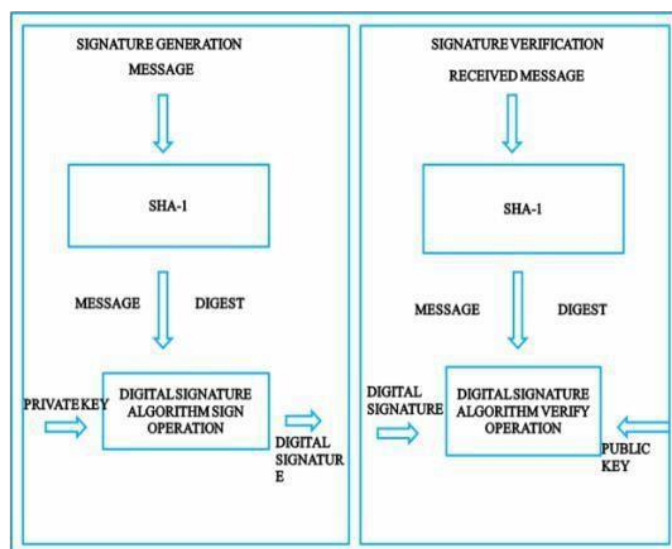 SIGNATURE GENERATION
MESSAGE
SHA-1
MESSAGE DIGEST
PRIVATE KEY
DIGITAL SIGNATURE
ALGORITHM SIGN
OPERATION
DIGITAL
SIGNATUR
E
SIGNATURE VERIFICATION
RECEIVED MESSAGE
SHA-1
MESSAGE DIGEST
DIGITAL
SIGNATURE
DIGITAL SIGNATURE
ALGORITHM VERIFY
OPERATION
PUBLIC
KEY